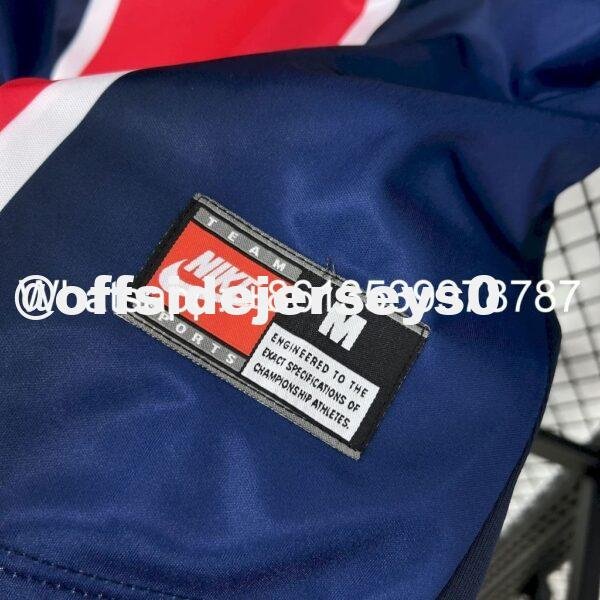 TEAM
NIKE
SPORTS
M
ENGINEERED TO THE
EXACT SPECIFICATIONS OF
CHAMPIONSHIP ATHLETES.
@offsidejerseys0